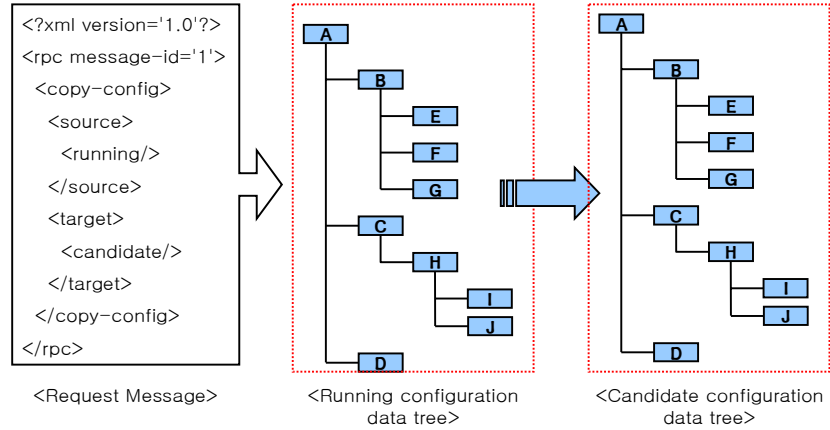 <?xml version='1.0'?>
<rpc message-id='1'>
<copy-config>
<source>
<running/>
</source>
<target>
<candidate/>
</target>
</copy-config>
</rpc>
<Request Message>
A
B
E
F
G
C
H
I
J
D
<Running configuration
data tree>
A
B
E
F
G
C
H
I
J
D
<Candidate configuration
data tree>